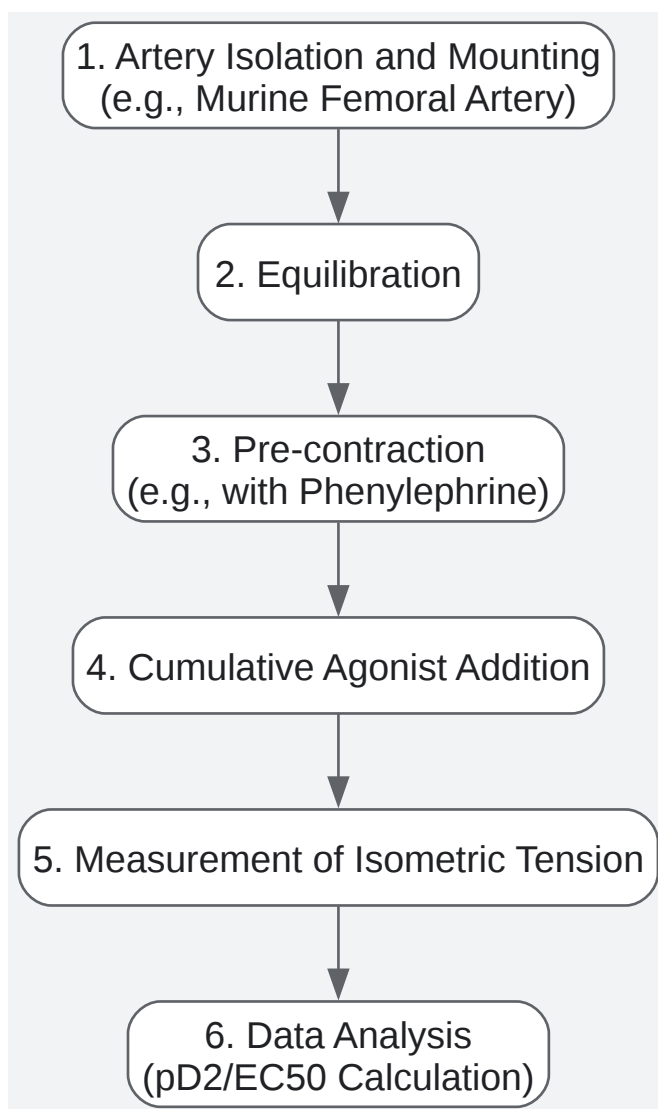 1. Artery Isolation and Mounting
(e.g., Murine Femoral Artery)
2. Equilibration
3. Pre-contraction
(e.g., with Phenylephrine)
4. Cumulative Agonist Addition
5. Measurement of Isometric Tension
6. Data Analysis
(pD2/EC50 Calculation)